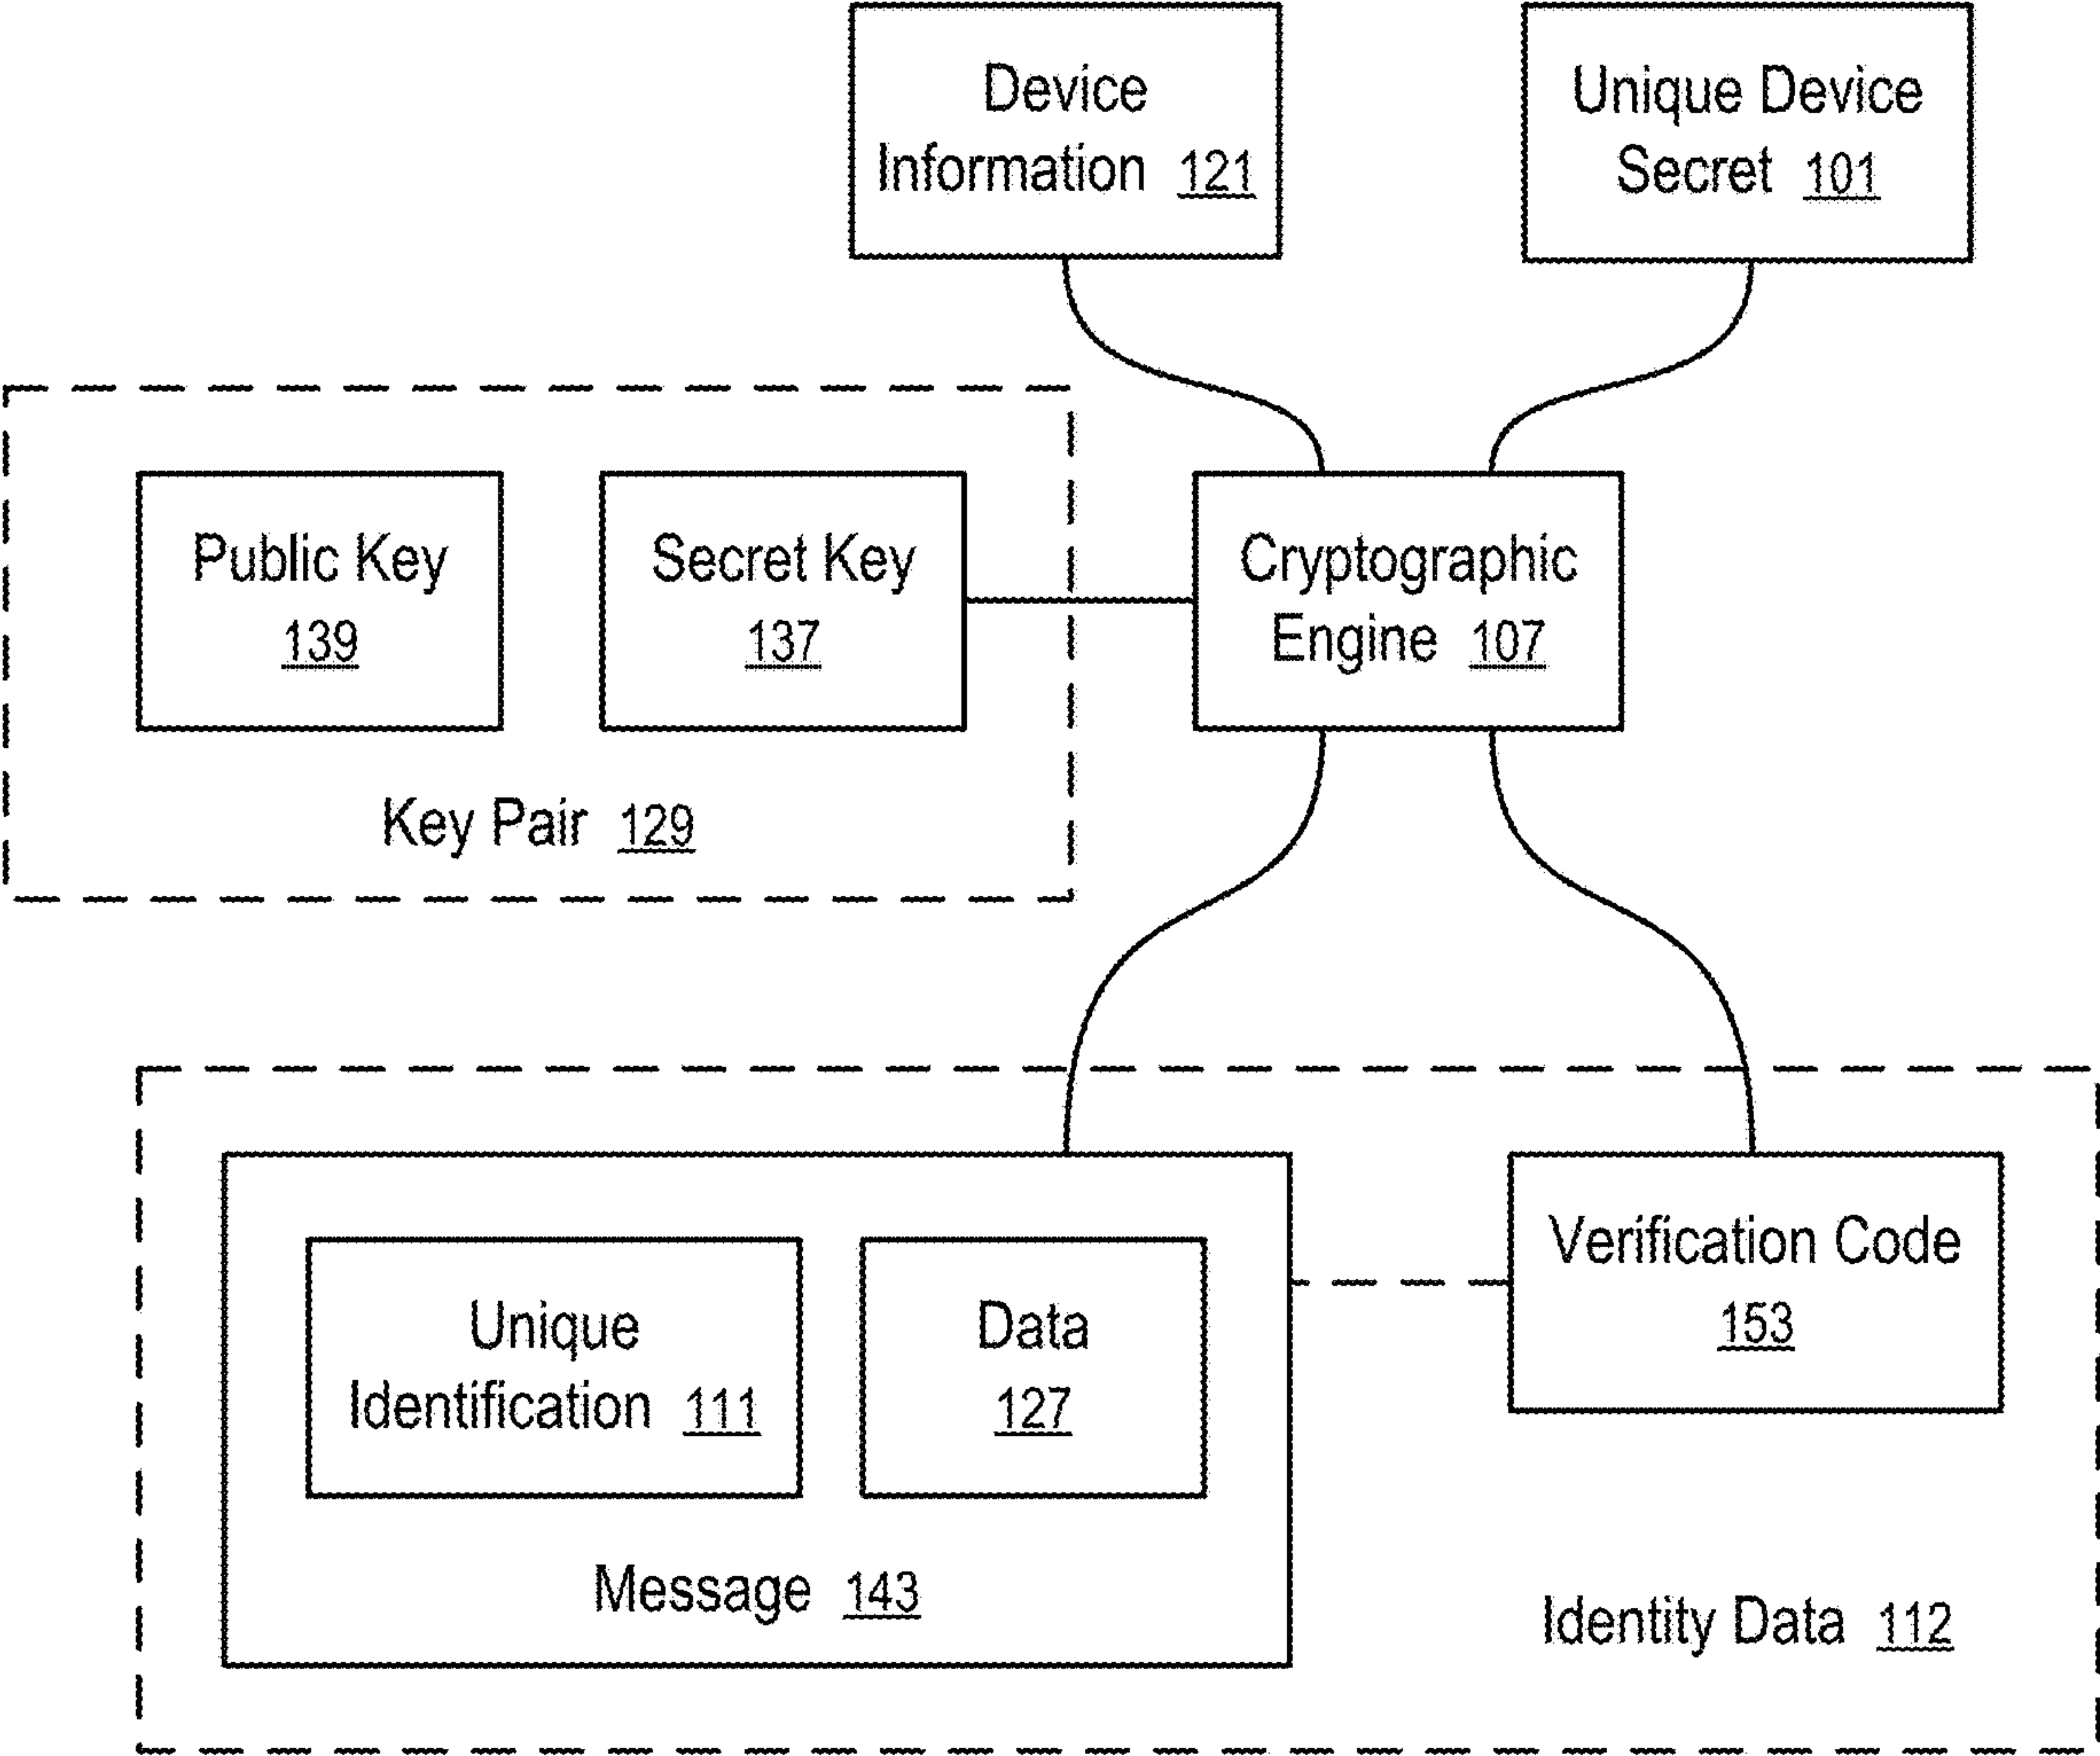 Device
Information 121
Unique Device
Secret 101
Public Key
139
Secret Key
137
Key Pair 129
Cryptographic
Engine 107
Unique
Identification 111
Data
127
Message 143
Verification Code
153
Identity Data 112